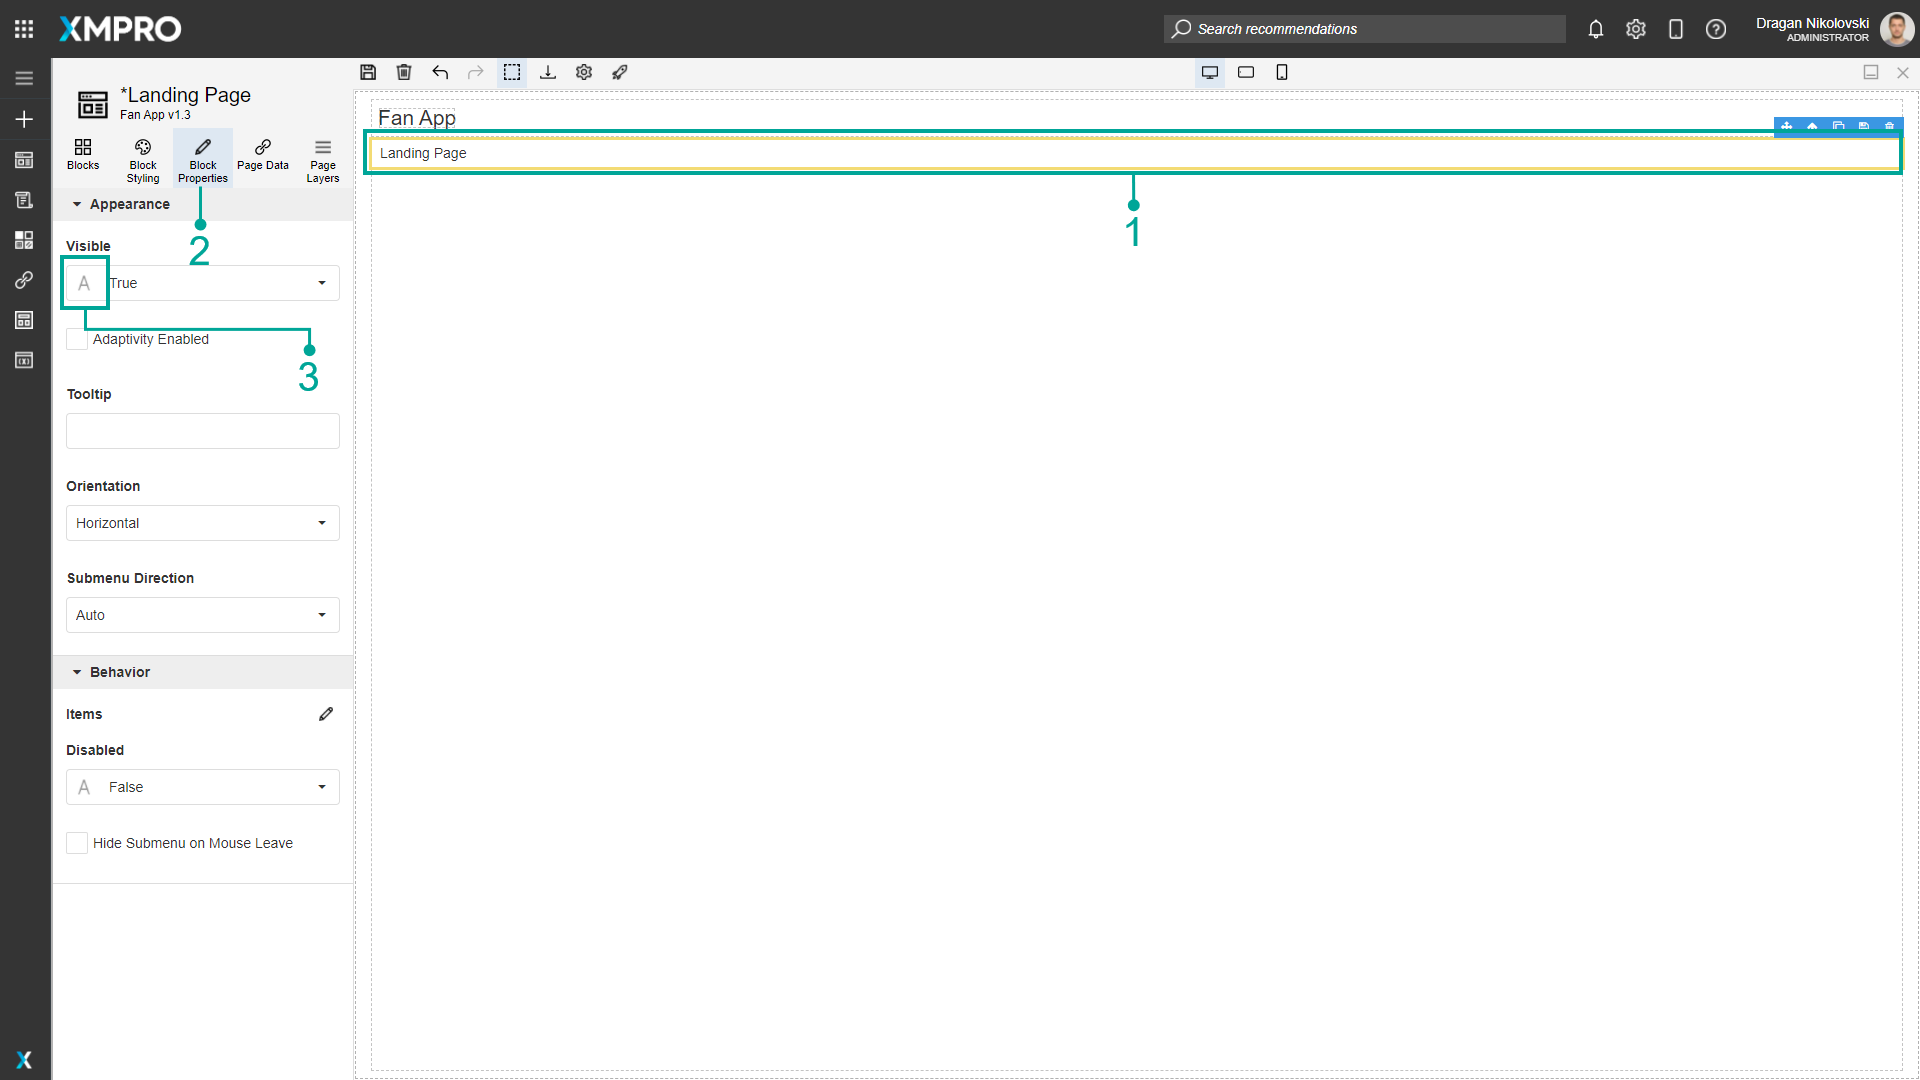 XMPRO
Search recommendations
Dragan Nikolovski
ADMINISTRATOR
*Landing Page
Fan App v1.3
Blocks
Block
Styling
Block
Properties
Page Data
Page
Layers
Appearance
2
Visible
A
True
Adaptivity Enabled
3
Tooltip
Orientation
Horizontal
Submenu Direction
Auto
Behavior
Items
Disabled
A
False
Hide Submenu on Mouse Leave
X
Fan App
Landing Page
1